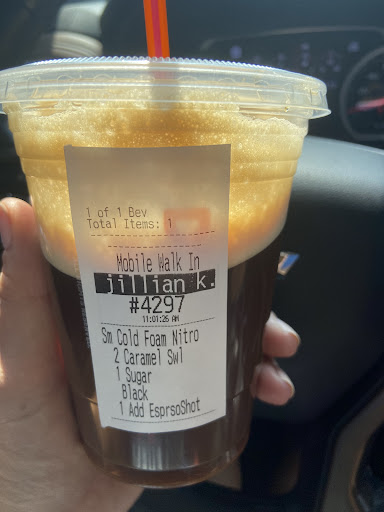 1 of 1 Bev
Total Items: 1
Mobile Walk In
jillian k.
#4297
11:01:26 AM
Sm Cold Foam Nitro
2 Caramel Swl
1 Sugar
Black
1 Add EsprsoShot